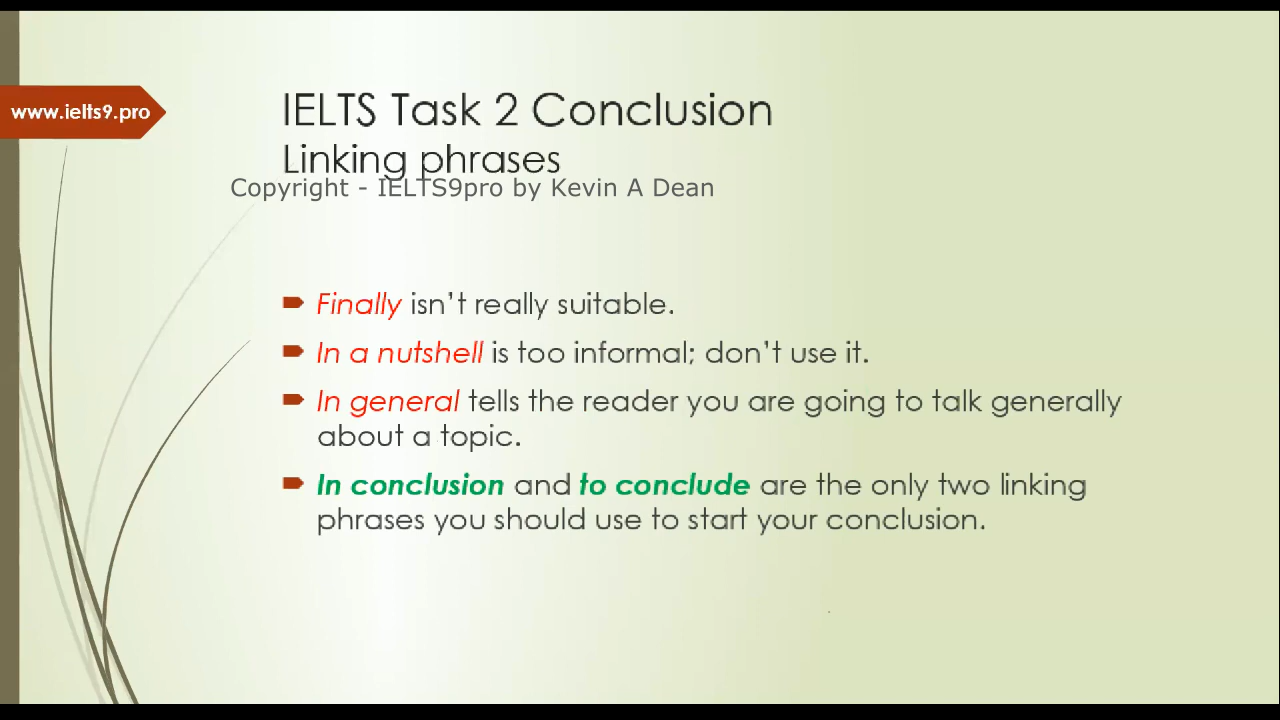 www.ielts9.pro
IELTS Task 2 Conclusion
Linking phrases
Copyright - IELTS9pro by Kevin A Dean
Finally isn’t really suitable.
In a nutshell is too informal; don’t use it.
In general tells the reader you are going to talk generally
about a topic.
In conclusion and to conclude are the only two linking
phrases you should use to start your conclusion.